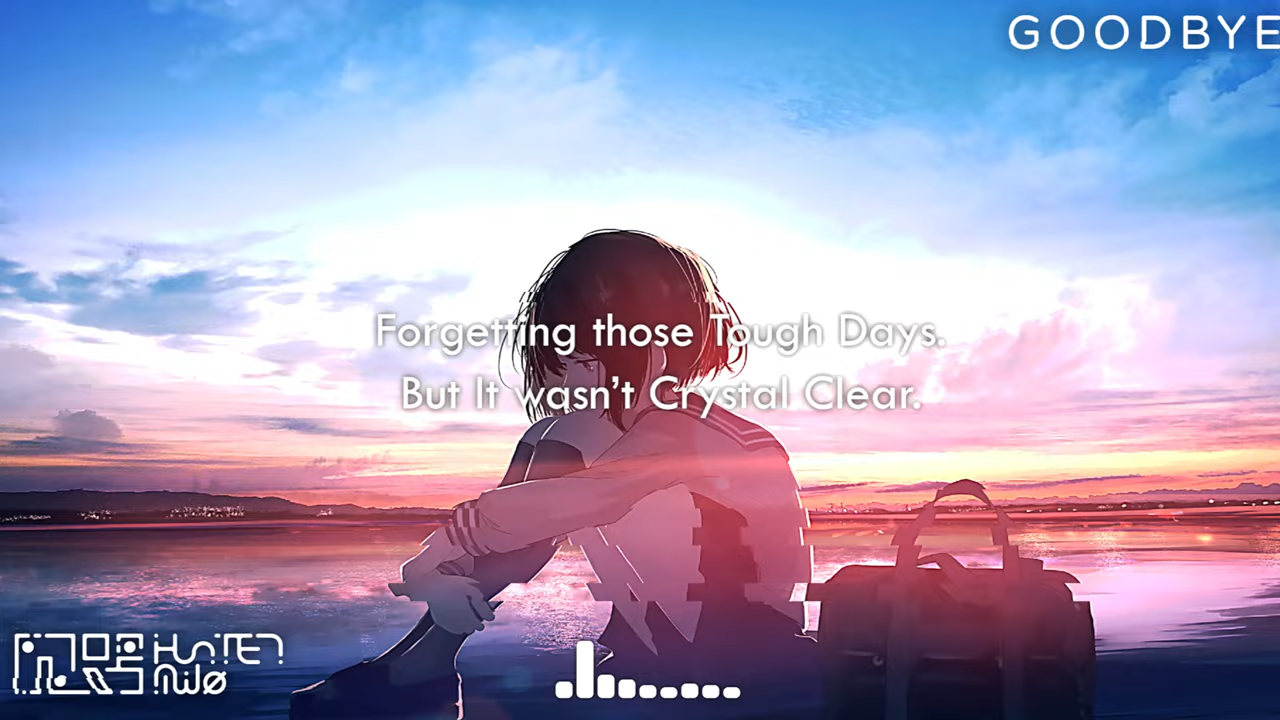 GOODBYE
Forgetting those Tough Days.
But It wasn't Crystal Clear.